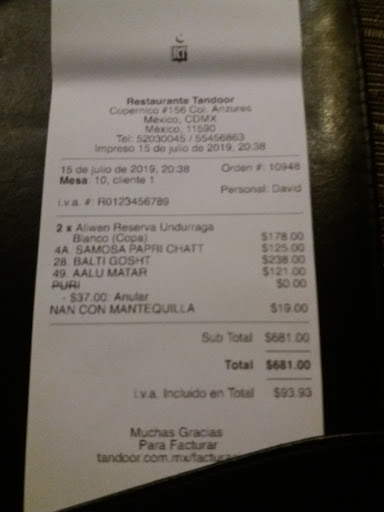 Restaurante Tandoor
Copernico #156 Col. Anzures
Mexico, CDMX
México, 11590
Tel: 52030045 / 55456863
Impreso 15 de julio de 2019, 20:38
15 de julio de 2019, 20:38 Orden #: 10948
Mesa: 10, cliente 1
Personal: David
i.v.a. #: R0123456789
2 x Aliwen Reserva Undurraga
Blanco (Copa) $178.00
4A. SAMOSA PAPRI CHATT $125.00
28. BALTI GOSHT $238.00
49. AALU MATAR $121.00
PURI $0.00
- $37.00: Anular
NAN CON MANTEQUILLA $19.00
Sub Total $681.00
Total $681.00
i.v.a. Incluido en Total $93.93
Muchas Gracias
Para Facturar
tandoor.com.mx/factura